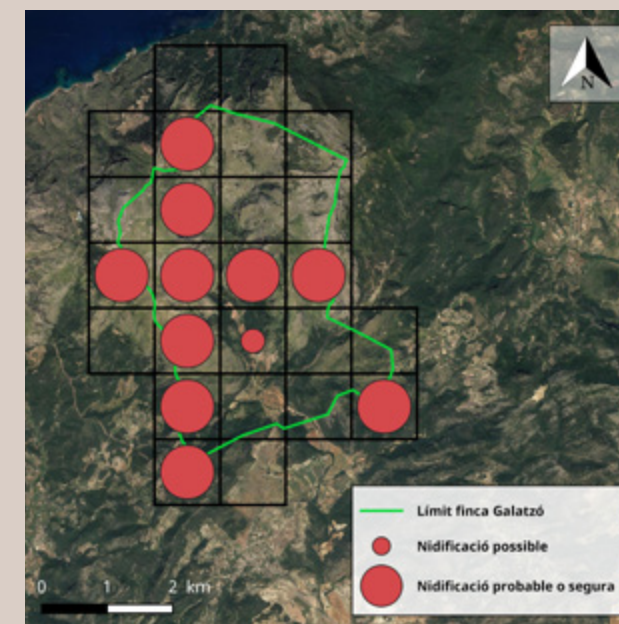 N
Límit finca Galatzó
Nidificació possible
Nidificació probable o segura
0 1 2 km